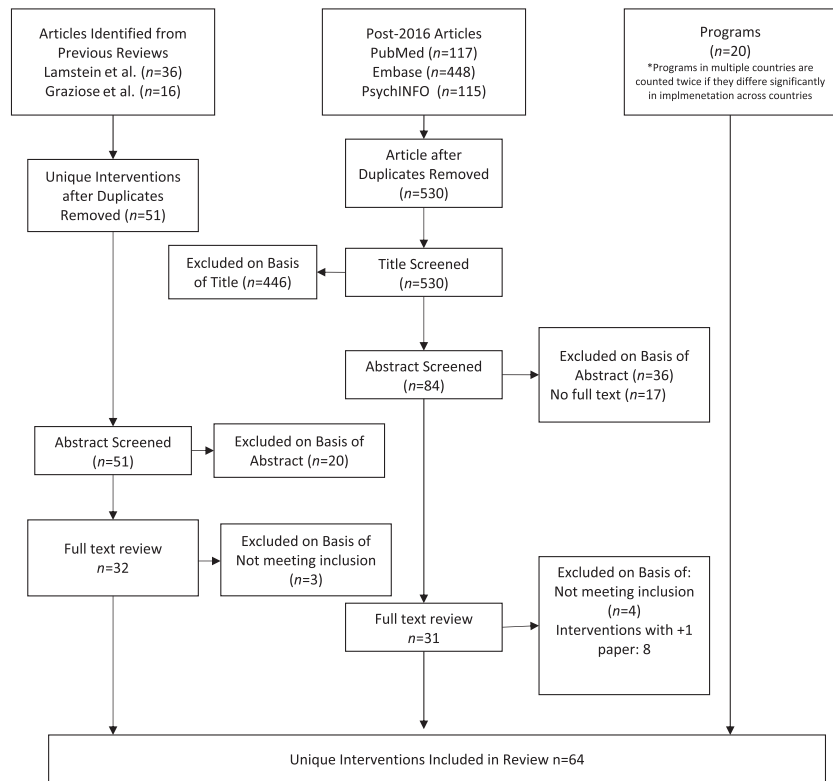 Articles Identified from
Previous Reviews
Lamstein et al. (n=36)
Graziose et al. (n=16)
Post-2016 Articles
PubMed (n=117)
Embase (n=448)
PsychINFO (n=115)
Programs
(n=20)
*Programs in multiple countries are
counted twice if they differ significantly
in implmenetation across countries
Unique Interventions
after Duplicates
Removed (n=51)
Article after
Duplicates Removed
(n=530)
Excluded on Basis
of Title (n=446)
Title Screened
(n=530)
Abstract Screened
(n=84)
Excluded on Basis of
Abstract (n=36)
No full text (n=17)
Abstract Screened
(n=51)
Excluded on Basis of
Abstract (n=20)
Full text review
n=32
Excluded on Basis of
Not meeting inclusion
(n=3)
Full text review
n=31
Excluded on Basis of:
Not meeting inclusion
(n=4)
Interventions with +1
paper: 8
Unique Interventions Included in Review n=64